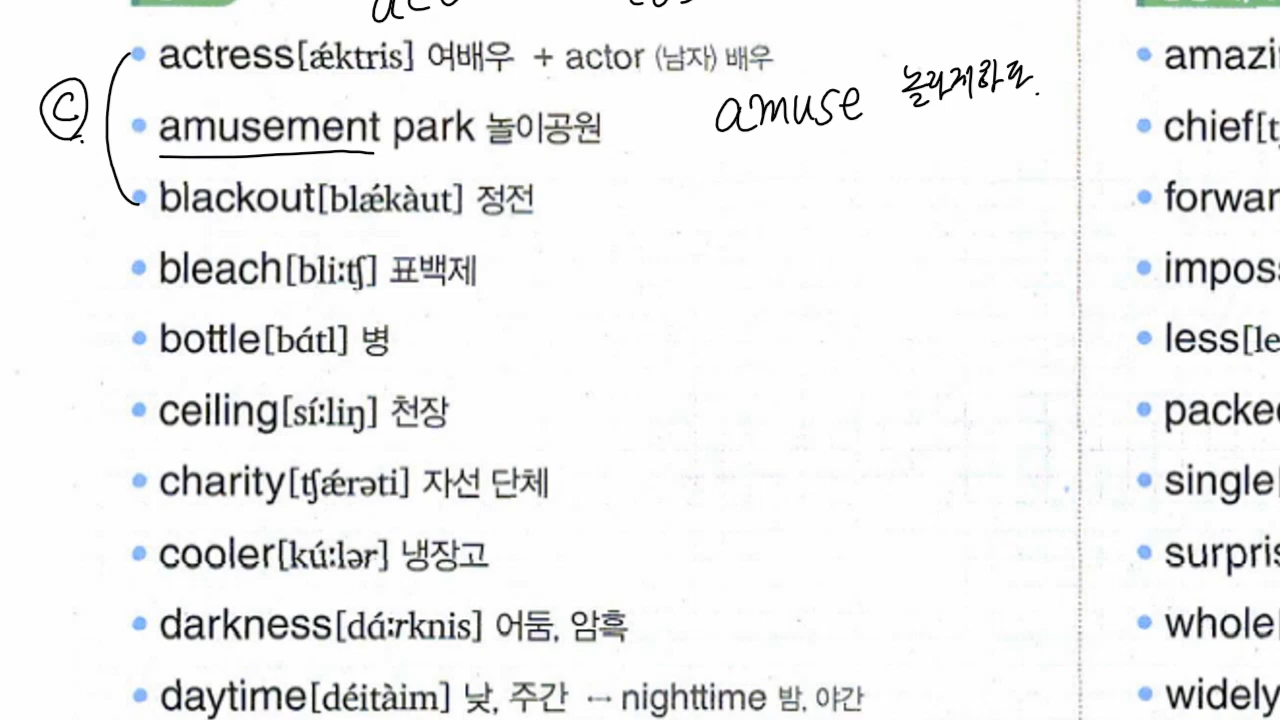 actress[ǽktris] 여배우 + actor (남자) 배우
amuse 놀라게하다.
ⓒ
amusement park 놀이공원
blackout[blǽkàut] 정전
bleach[bliːtʃ] 표백제
bottle[bátl] 병
ceiling[síːliŋ] 천장
charity[tʃǽrəti] 자선 단체
cooler[kúːlər] 냉장고
darkness[dáːrknis] 어둠, 암흑
daytime[déitàim] 낮, 주간 ↔ nighttime 밤, 야간
amazi
chief[t
forwar
imposs
less[le
packed
single[
surpris
whole[
widely